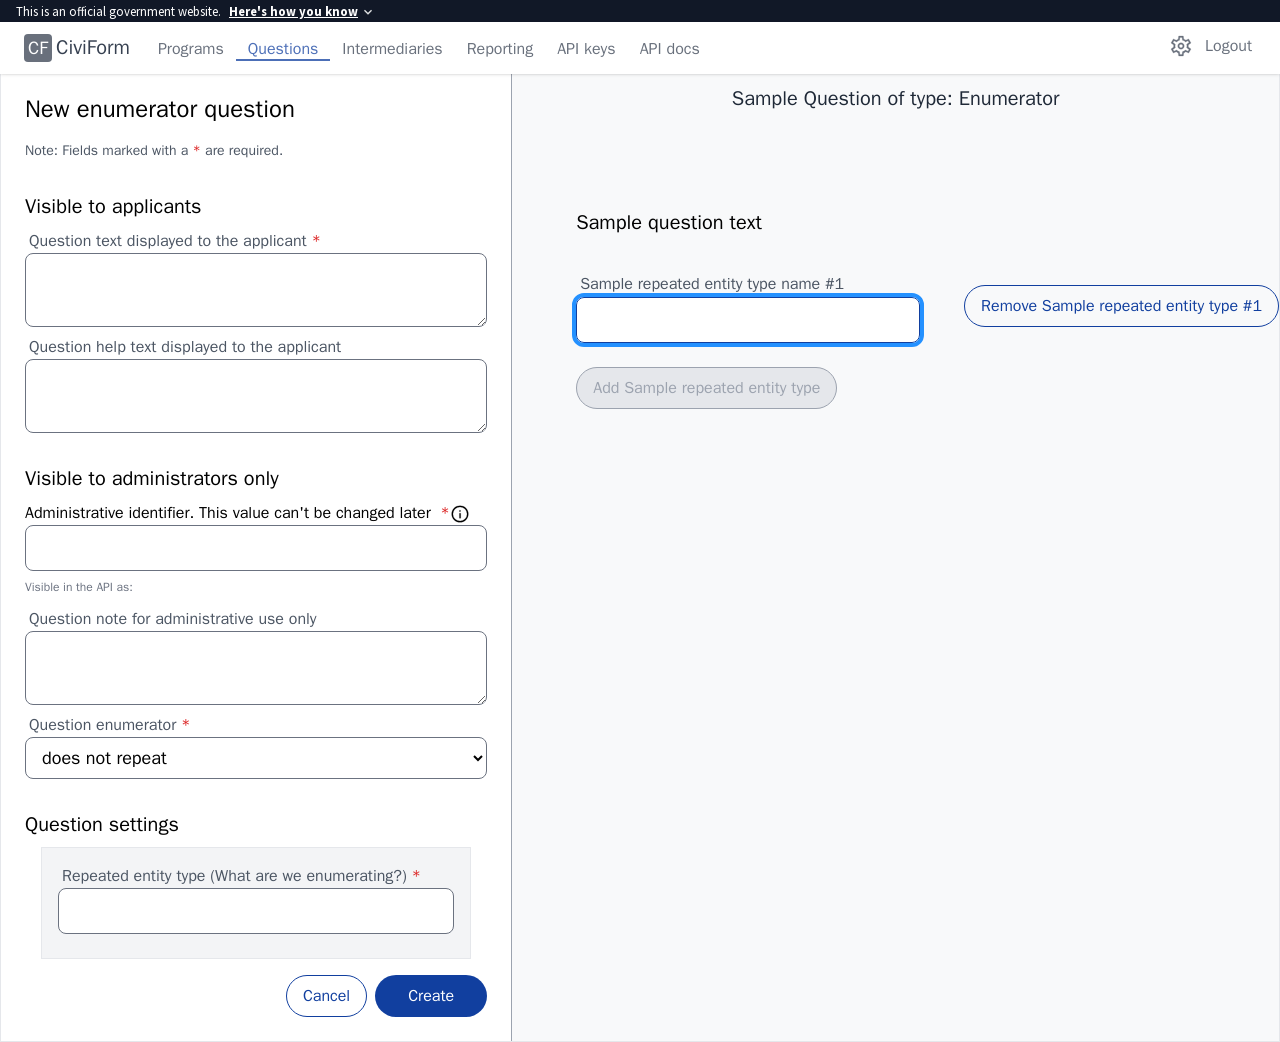 This is an official government website. Here's how you know
CF CiviForm Programs Questions Intermediaries Reporting API keys API docs Logout
New enumerator question
Note: Fields marked with a * are required.
Visible to applicants
Question text displayed to the applicant *
Question help text displayed to the applicant
Visible to administrators only
Administrative identifier. This value can't be changed later *
Visible in the API as:
Question note for administrative use only
Question enumerator *
does not repeat
Question settings
Repeated entity type (What are we enumerating?) *
Cancel Create
Sample Question of type: Enumerator
Sample question text
Sample repeated entity type name #1
Remove Sample repeated entity type #1
Add Sample repeated entity type